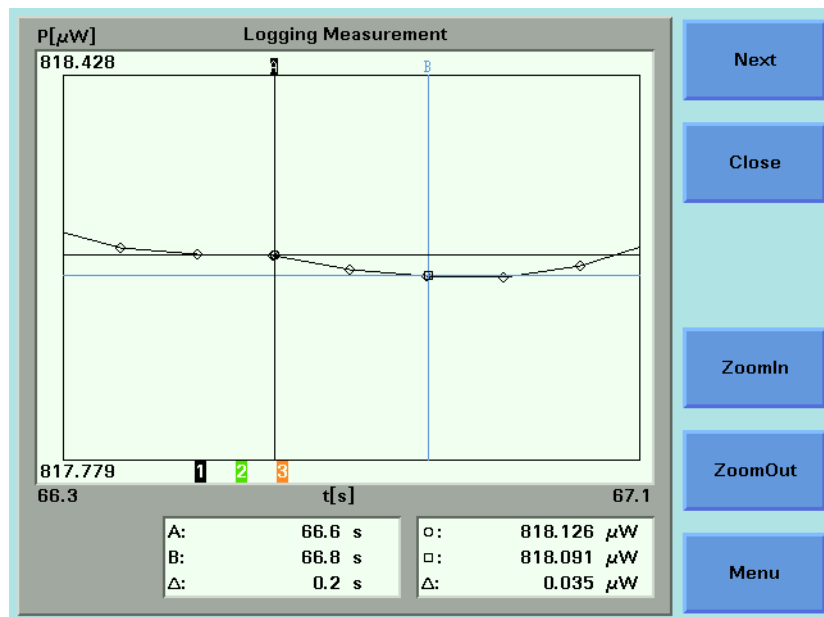 P[μW] Logging Measurement
818.428
A B
817.779
1 2 3
66.3 t[s] 67.1
A: 66.6 s
B: 66.8 s
Δ: 0.2 s
○: 818.126 μW
□: 818.091 μW
Δ: 0.035 μW
Next
Close
ZoomIn
ZoomOut
Menu